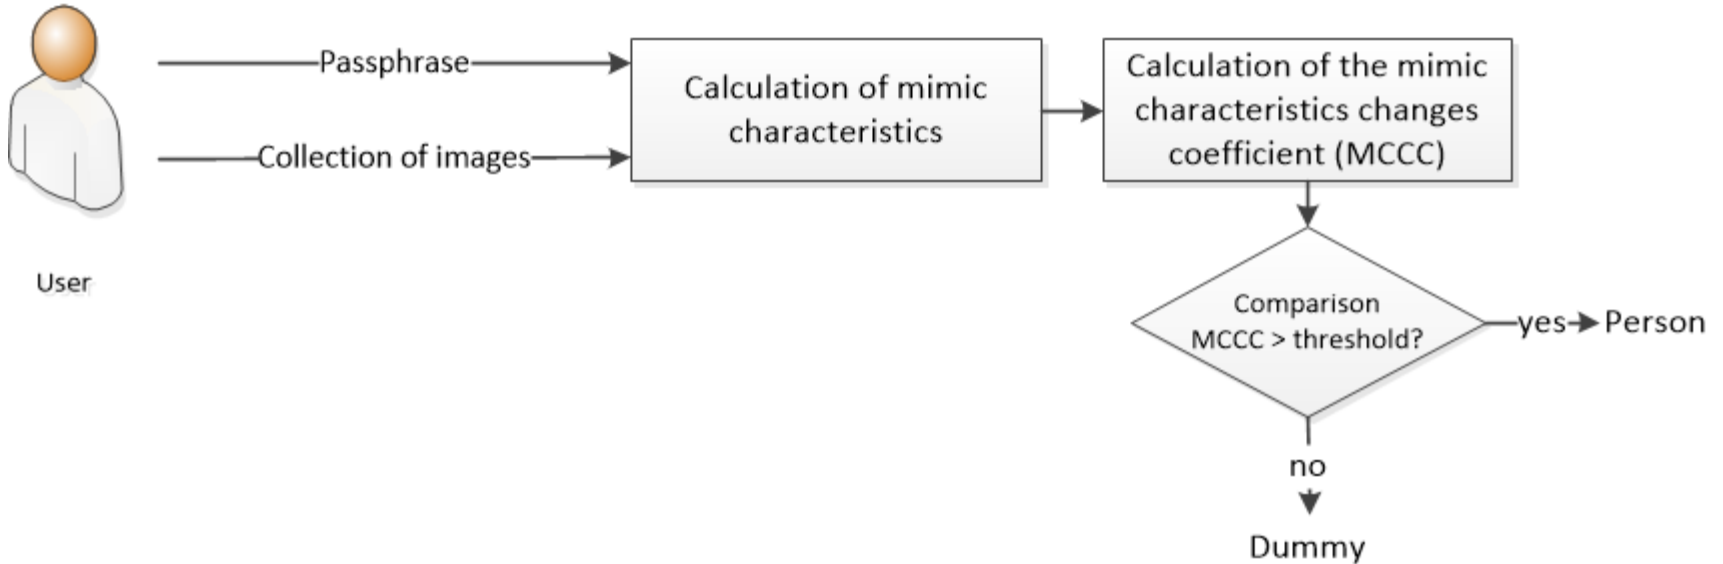 Passphrase
Collection of images
User
Calculation of mimic
characteristics
Calculation of the mimic
characteristics changes
coefficient (MCCC)
Comparison
MCCC > threshold?
yes
Person
no
Dummy